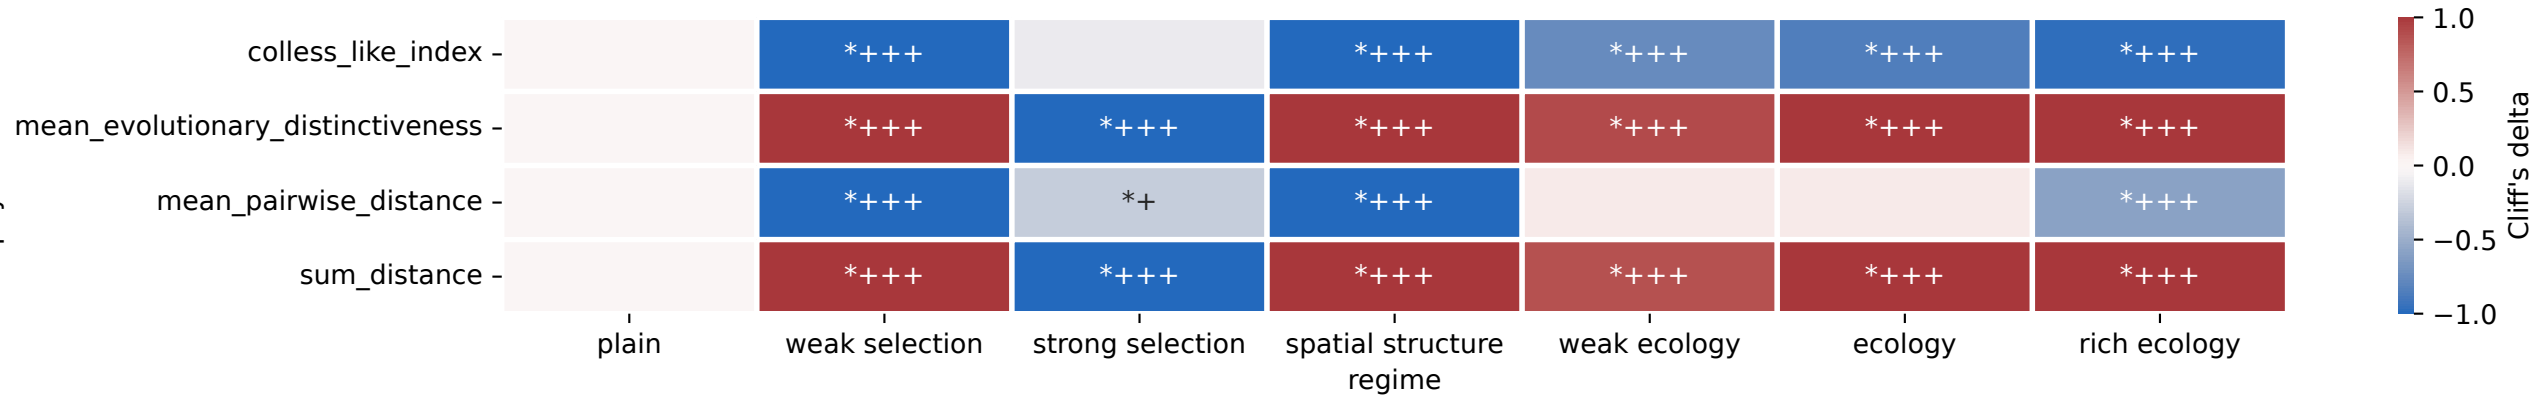 colless_like_index
*+++ *+++ *+++ *+++ *+++
mean_evolutionary_distinctiveness
*+++ *+++ *+++ *+++ *+++ *+++
mean_pairwise_distance
*+++ *+ *+++ *+++
sum_distance
*+++ *+++ *+++ *+++ *+++ *+++
plain weak selection strong selection spatial structure weak ecology ecology rich ecology
regime
1.0
0.5
0.0
−0.5
−1.0
Cliff's delta